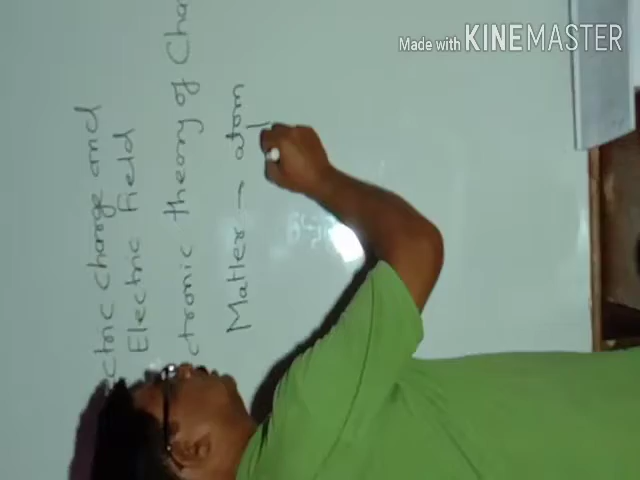 ctric charge and
Electric Field
ctronic theory of Cha
Matter → atom
Made with KINEMASTER